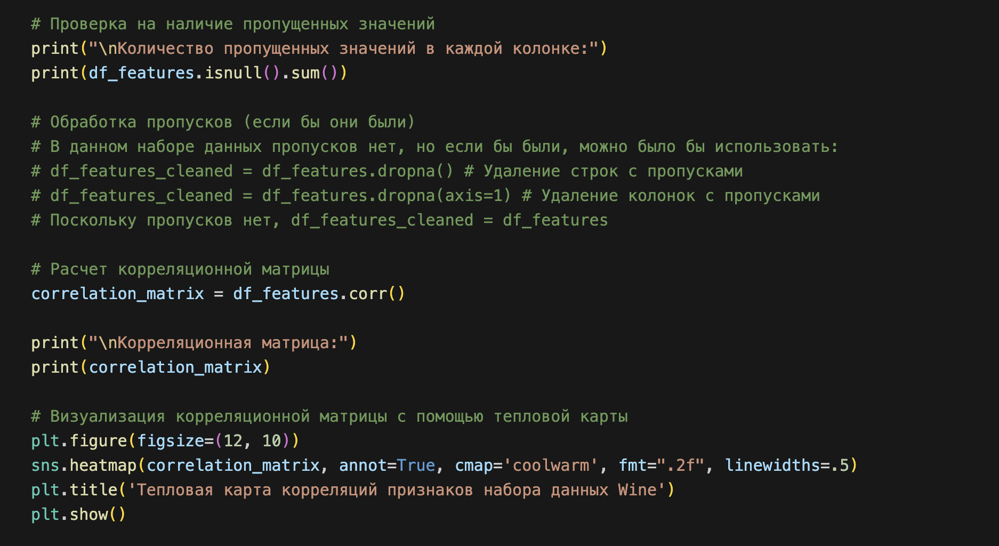 # Проверка на наличие пропущенных значений
print("\nКоличество пропущенных значений в каждой колонке:")
print(df_features.isnull().sum())
# Обработка пропусков (если бы они были)
# В данном наборе данных пропусков нет, но если бы были, можно было бы использовать:
# df_features_cleaned = df_features.dropna() # Удаление строк с пропусками
# df_features_cleaned = df_features.dropna(axis=1) # Удаление колонок с пропусками
# Поскольку пропусков нет, df_features_cleaned = df_features
# Расчет корреляционной матрицы
correlation_matrix = df_features.corr()
print("\nКорреляционная матрица:")
print(correlation_matrix)
# Визуализация корреляционной матрицы с помощью тепловой карты
plt.figure(figsize=(12, 10))
sns.heatmap(correlation_matrix, annot=True, cmap='coolwarm', fmt=".2f", linewidths=.5)
plt.title('Тепловая карта корреляций признаков набора данных Wine')
plt.show()